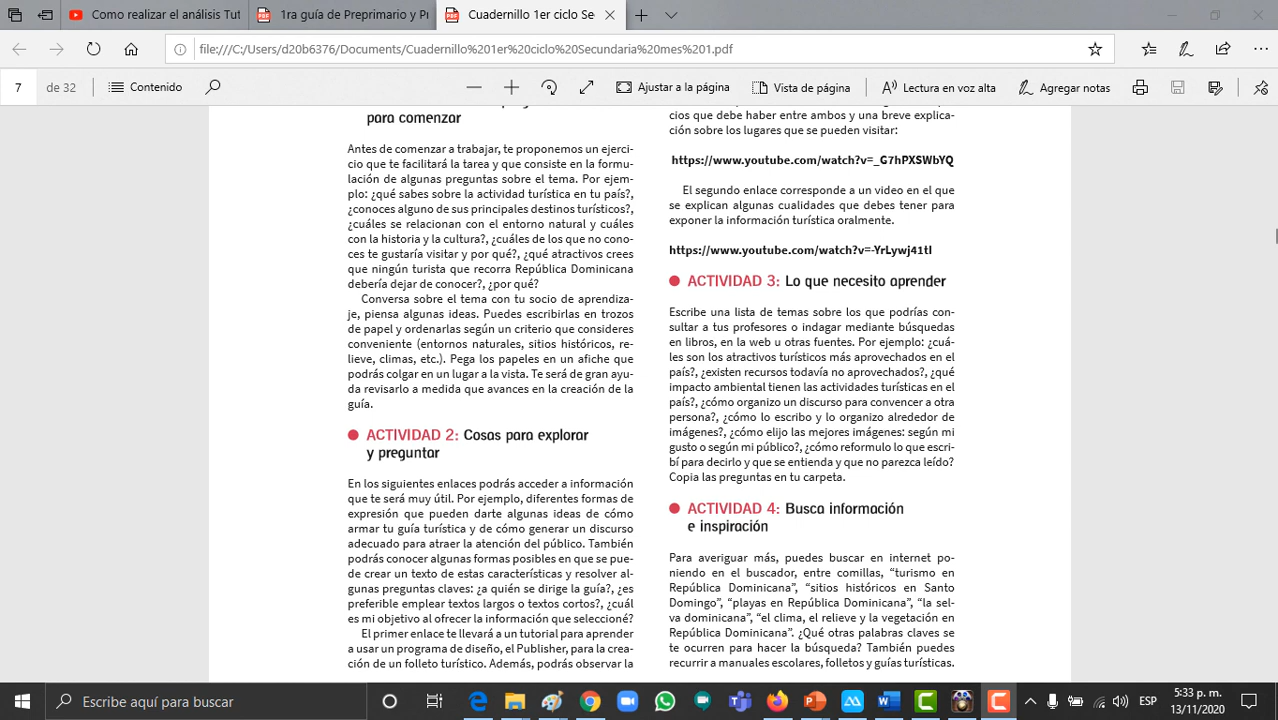 Como realizar el análisis Tut
1ra guía de Preprimario y Pr
Cuadernillo 1er ciclo Sec
file:///C:/Users/d20b6376/Documents/Cuadernillo%201er%20ciclo%20Secundaria%20mes%201.pdf
7 de 32
Contenido
Ajustar a la página
Vista de página
Lectura en voz alta
Agregar notas
para comenzar
Antes de comenzar a trabajar, te proponemos un ejerci-
cio que te facilitará la tarea y que consiste en la formu-
lación de algunas preguntas sobre el tema. Por ejem-
plo: ¿qué sabes sobre la actividad turística en tu país?,
¿conoces alguno de sus principales destinos turísticos?,
¿cuáles se relacionan con el entorno natural y cuáles
con la historia y la cultura?, ¿cuáles de los que no cono-
ces te gustaría visitar y por qué?, ¿qué atractivos crees
que ningún turista que recorra República Dominicana
debería dejar de conocer?, ¿por qué?
Conversa sobre el tema con tu socio de aprendiza-
je, piensa algunas ideas. Puedes escribirlas en trozos
de papel y ordenarlas según un criterio que consideres
conveniente (entornos naturales, sitios históricos, re-
lieve, climas, etc.). Pega los papeles en un afiche que
podrás colgar en un lugar a la vista. Te será de gran ayu-
da revisarlo a medida que avances en la creación de la
guía.
ACTIVIDAD 2: Cosas para explorar
y preguntar
En los siguientes enlaces podrás acceder a información
que te será muy útil. Por ejemplo, diferentes formas de
expresión que pueden darte algunas ideas de cómo
armar tu guía turística y de cómo generar un discurso
adecuado para atraer la atención del público. También
podrás conocer algunas formas posibles en que se pue-
de crear un texto de estas características y resolver al-
gunas preguntas claves: ¿a quién se dirige la guía?, ¿es
preferible emplear textos largos o textos cortos?, ¿cuál
es mi objetivo al ofrecer la información que seleccioné?
El primer enlace te llevará a un tutorial para aprender
a usar un programa de diseño, el Publisher, para la crea-
ción de un folleto turístico. Además, podrás observar la
cios que debe haber entre ambos y una breve explica-
ción sobre los lugares que se pueden visitar:
https://www.youtube.com/watch?v=_G7hPXSWbYQ
El segundo enlace corresponde a un video en el que
se explican algunas cualidades que debes tener para
exponer la información turística oralmente.
https://www.youtube.com/watch?v=-YrLywj41tI
ACTIVIDAD 3: Lo que necesito aprender
Escribe una lista de temas sobre los que podrías con-
sultar a tus profesores o indagar mediante búsquedas
en libros, en la web u otras fuentes. Por ejemplo: ¿cuá-
les son los atractivos turísticos más aprovechados en el
país?, ¿existen recursos todavía no aprovechados?, ¿qué
impacto ambiental tienen las actividades turísticas en el
país?, ¿cómo organizo un discurso para convencer a otra
persona?, ¿cómo lo escribo y lo organizo alrededor de
imágenes?, ¿cómo elijo las mejores imágenes: según mi
gusto o según mi público?, ¿cómo reformulo lo que escri-
bí para decirlo y que se entienda y que no parezca leído?
Copia las preguntas en tu carpeta.
ACTIVIDAD 4: Busca información
e inspiración
Para averiguar más, puedes buscar en internet po-
niendo en el buscador, entre comillas, “turismo en
República Dominicana”, “sitios históricos en Santo
Domingo”, “playas en República Dominicana”, “la sel-
va dominicana”, “el clima, el relieve y la vegetación en
República Dominicana”. ¿Qué otras palabras claves se
te ocurren para hacer la búsqueda? También puedes
recurrir a manuales escolares, folletos y guías turísticas.
Escribe aquí para buscar
ESP
5:33 p. m.
13/11/2020